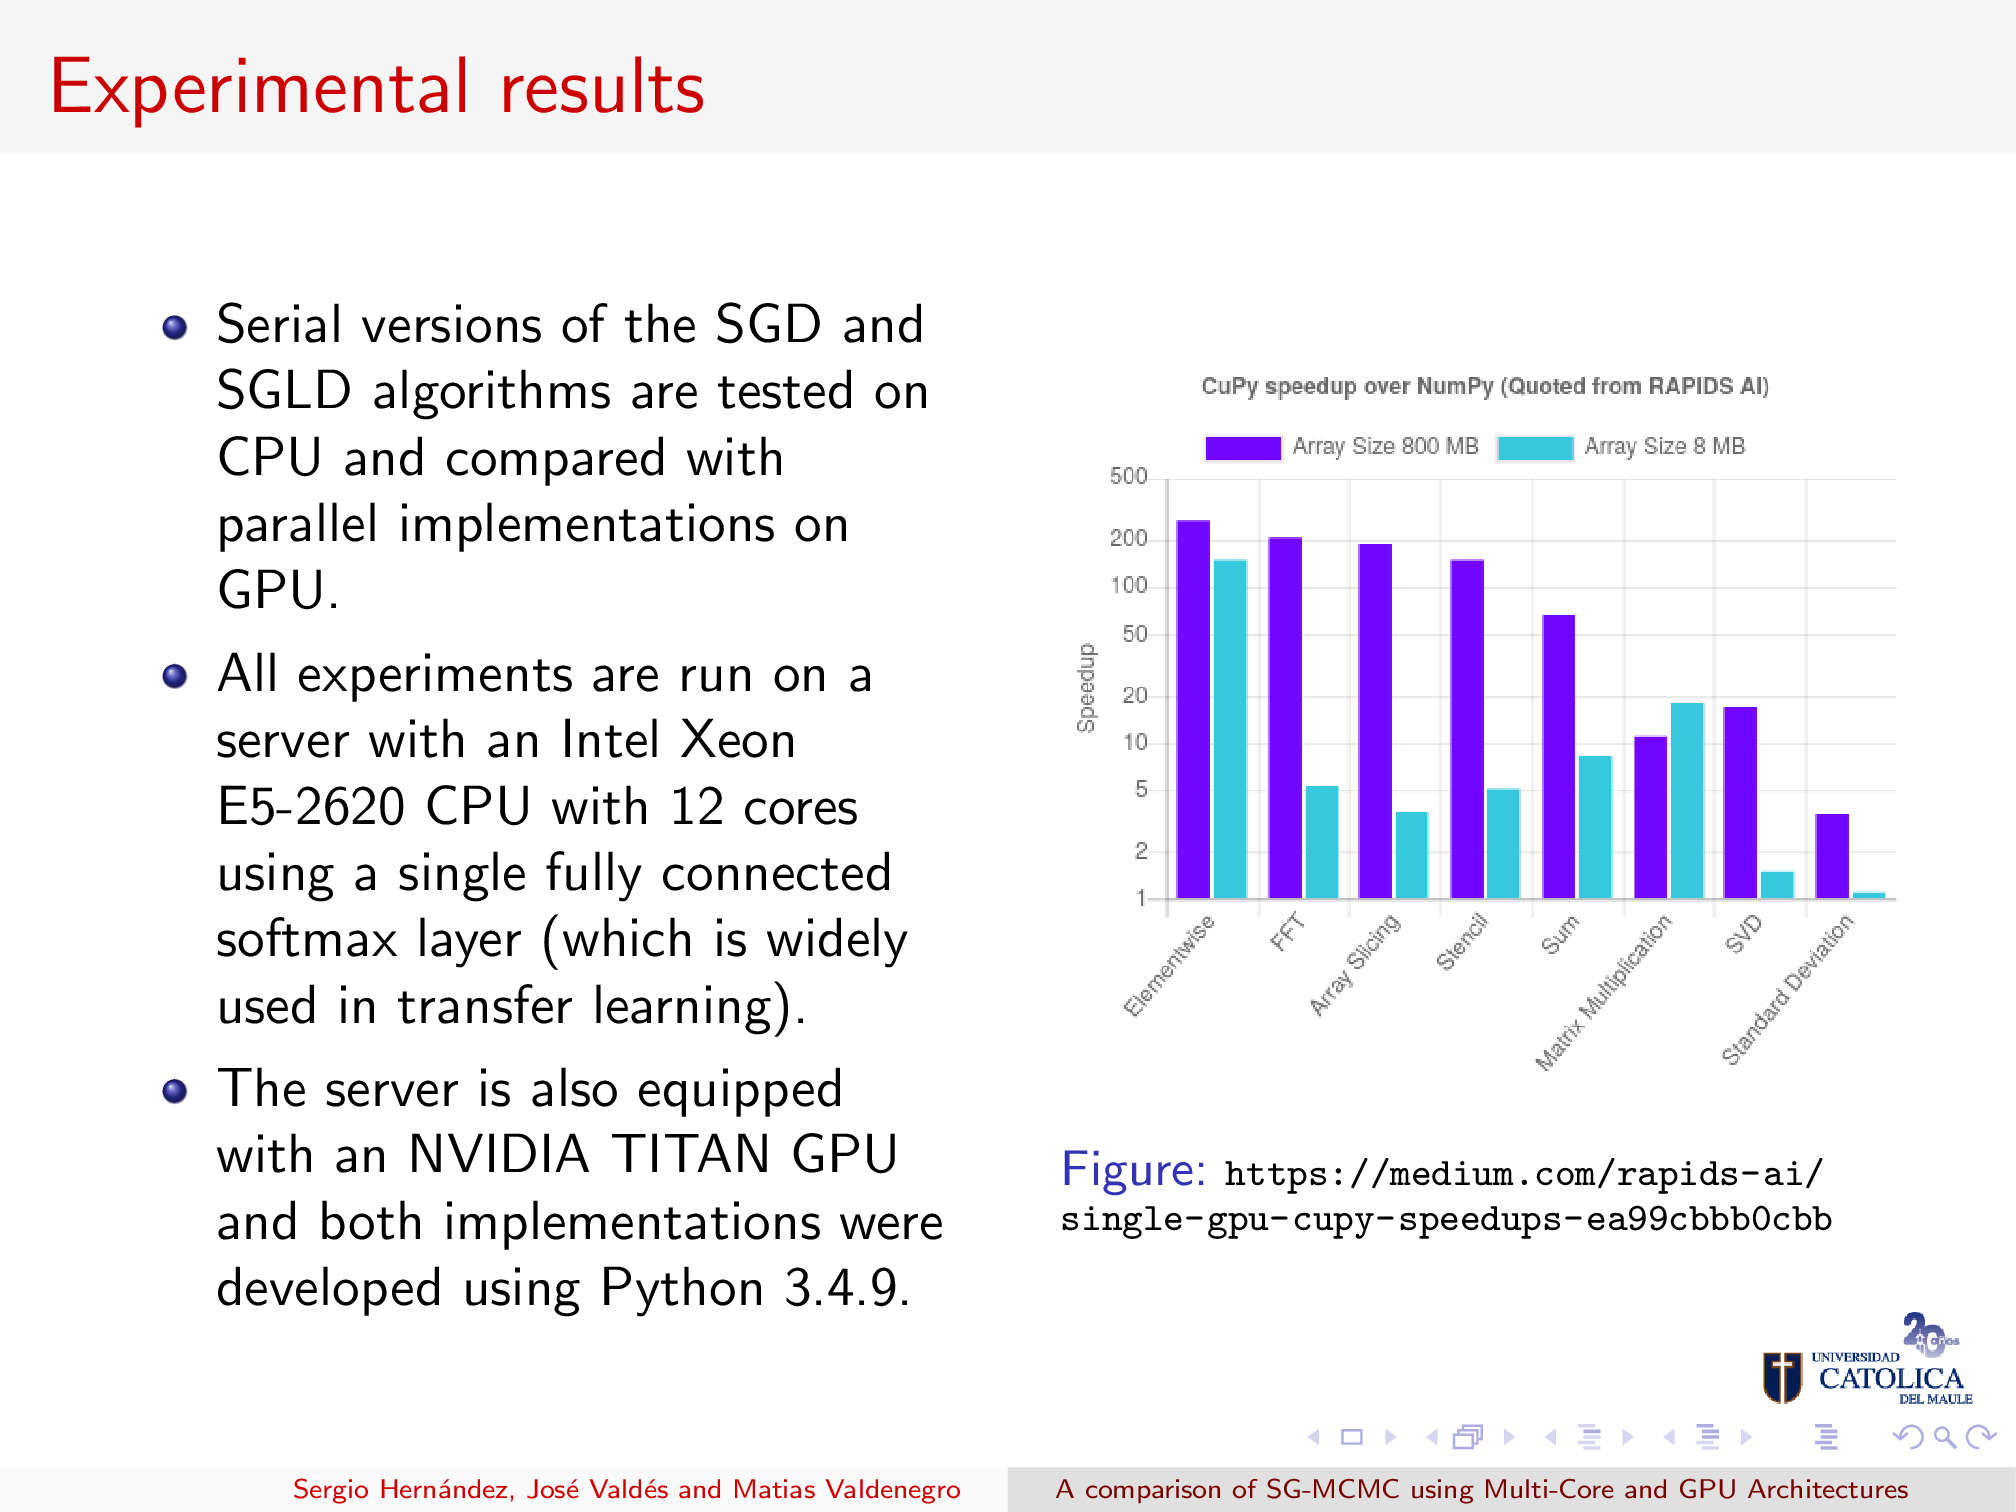 Experimental results
Serial versions of the SGD and
SGLD algorithms are tested on
CPU and compared with
parallel implementations on
GPU.
All experiments are run on a
server with an Intel Xeon
E5-2620 CPU with 12 cores
using a single fully connected
softmax layer (which is widely
used in transfer learning).
The server is also equipped
with an NVIDIA TITAN GPU
and both implementations were
developed using Python 3.4.9.
CuPy speedup over NumPy (Quoted from RAPIDS AI)
Array Size 800 MB Array Size 8 MB
Speedup
500
200
100
50
20
10
5
2
1
Elementwise
FFT
Array Slicing
Stencil
Sum
Matrix Multiplication
SVD
Standard Deviation
Figure: https://medium.com/rapids-ai/
single-gpu-cupy-speedups-ea99cbbb0cbb
20 años
UNIVERSIDAD
CATOLICA
DEL MAULE
Sergio Hernández, José Valdés and Matias Valdenegro
A comparison of SG-MCMC using Multi-Core and GPU Architectures